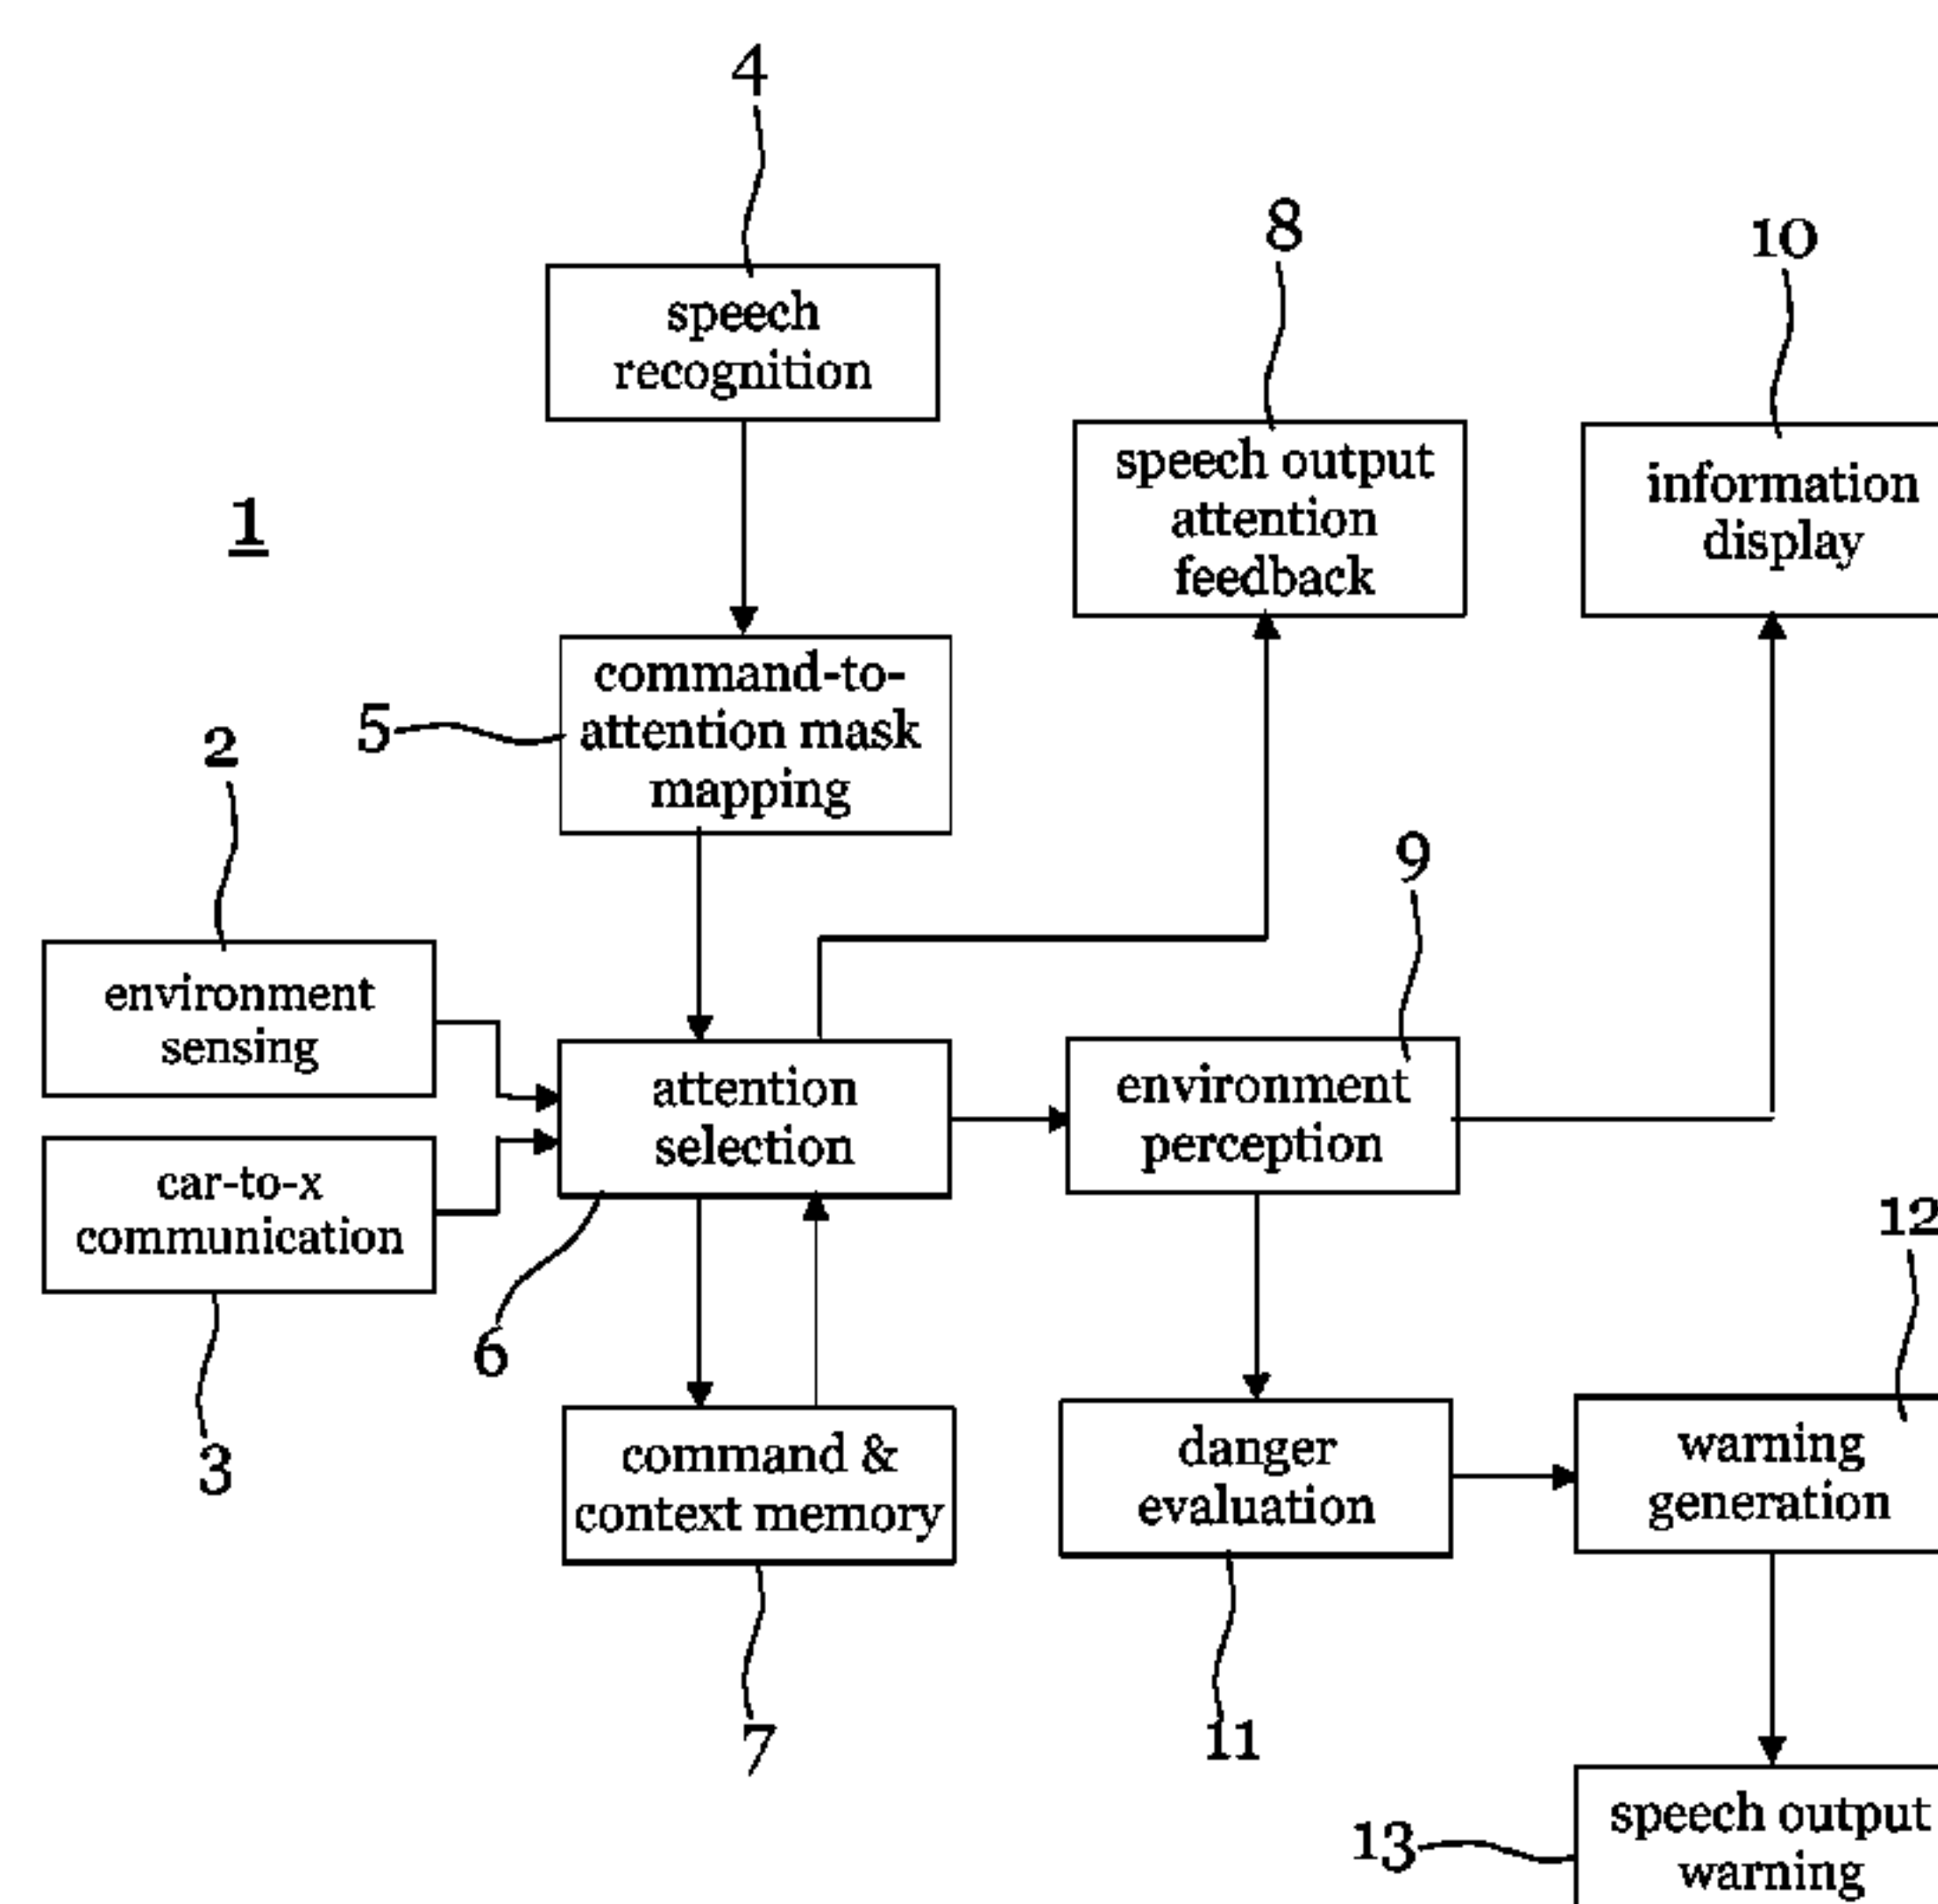 4
speech
recognition
8
speech output
attention
feedback
10
information
display
1
5
command-to-
attention mask
mapping
2
environment
sensing
car-to-x
communication
3
attention
selection
6
9
environment
perception
command &
context memory
7
danger
evaluation
11
12
warning
generation
13
speech output
warning